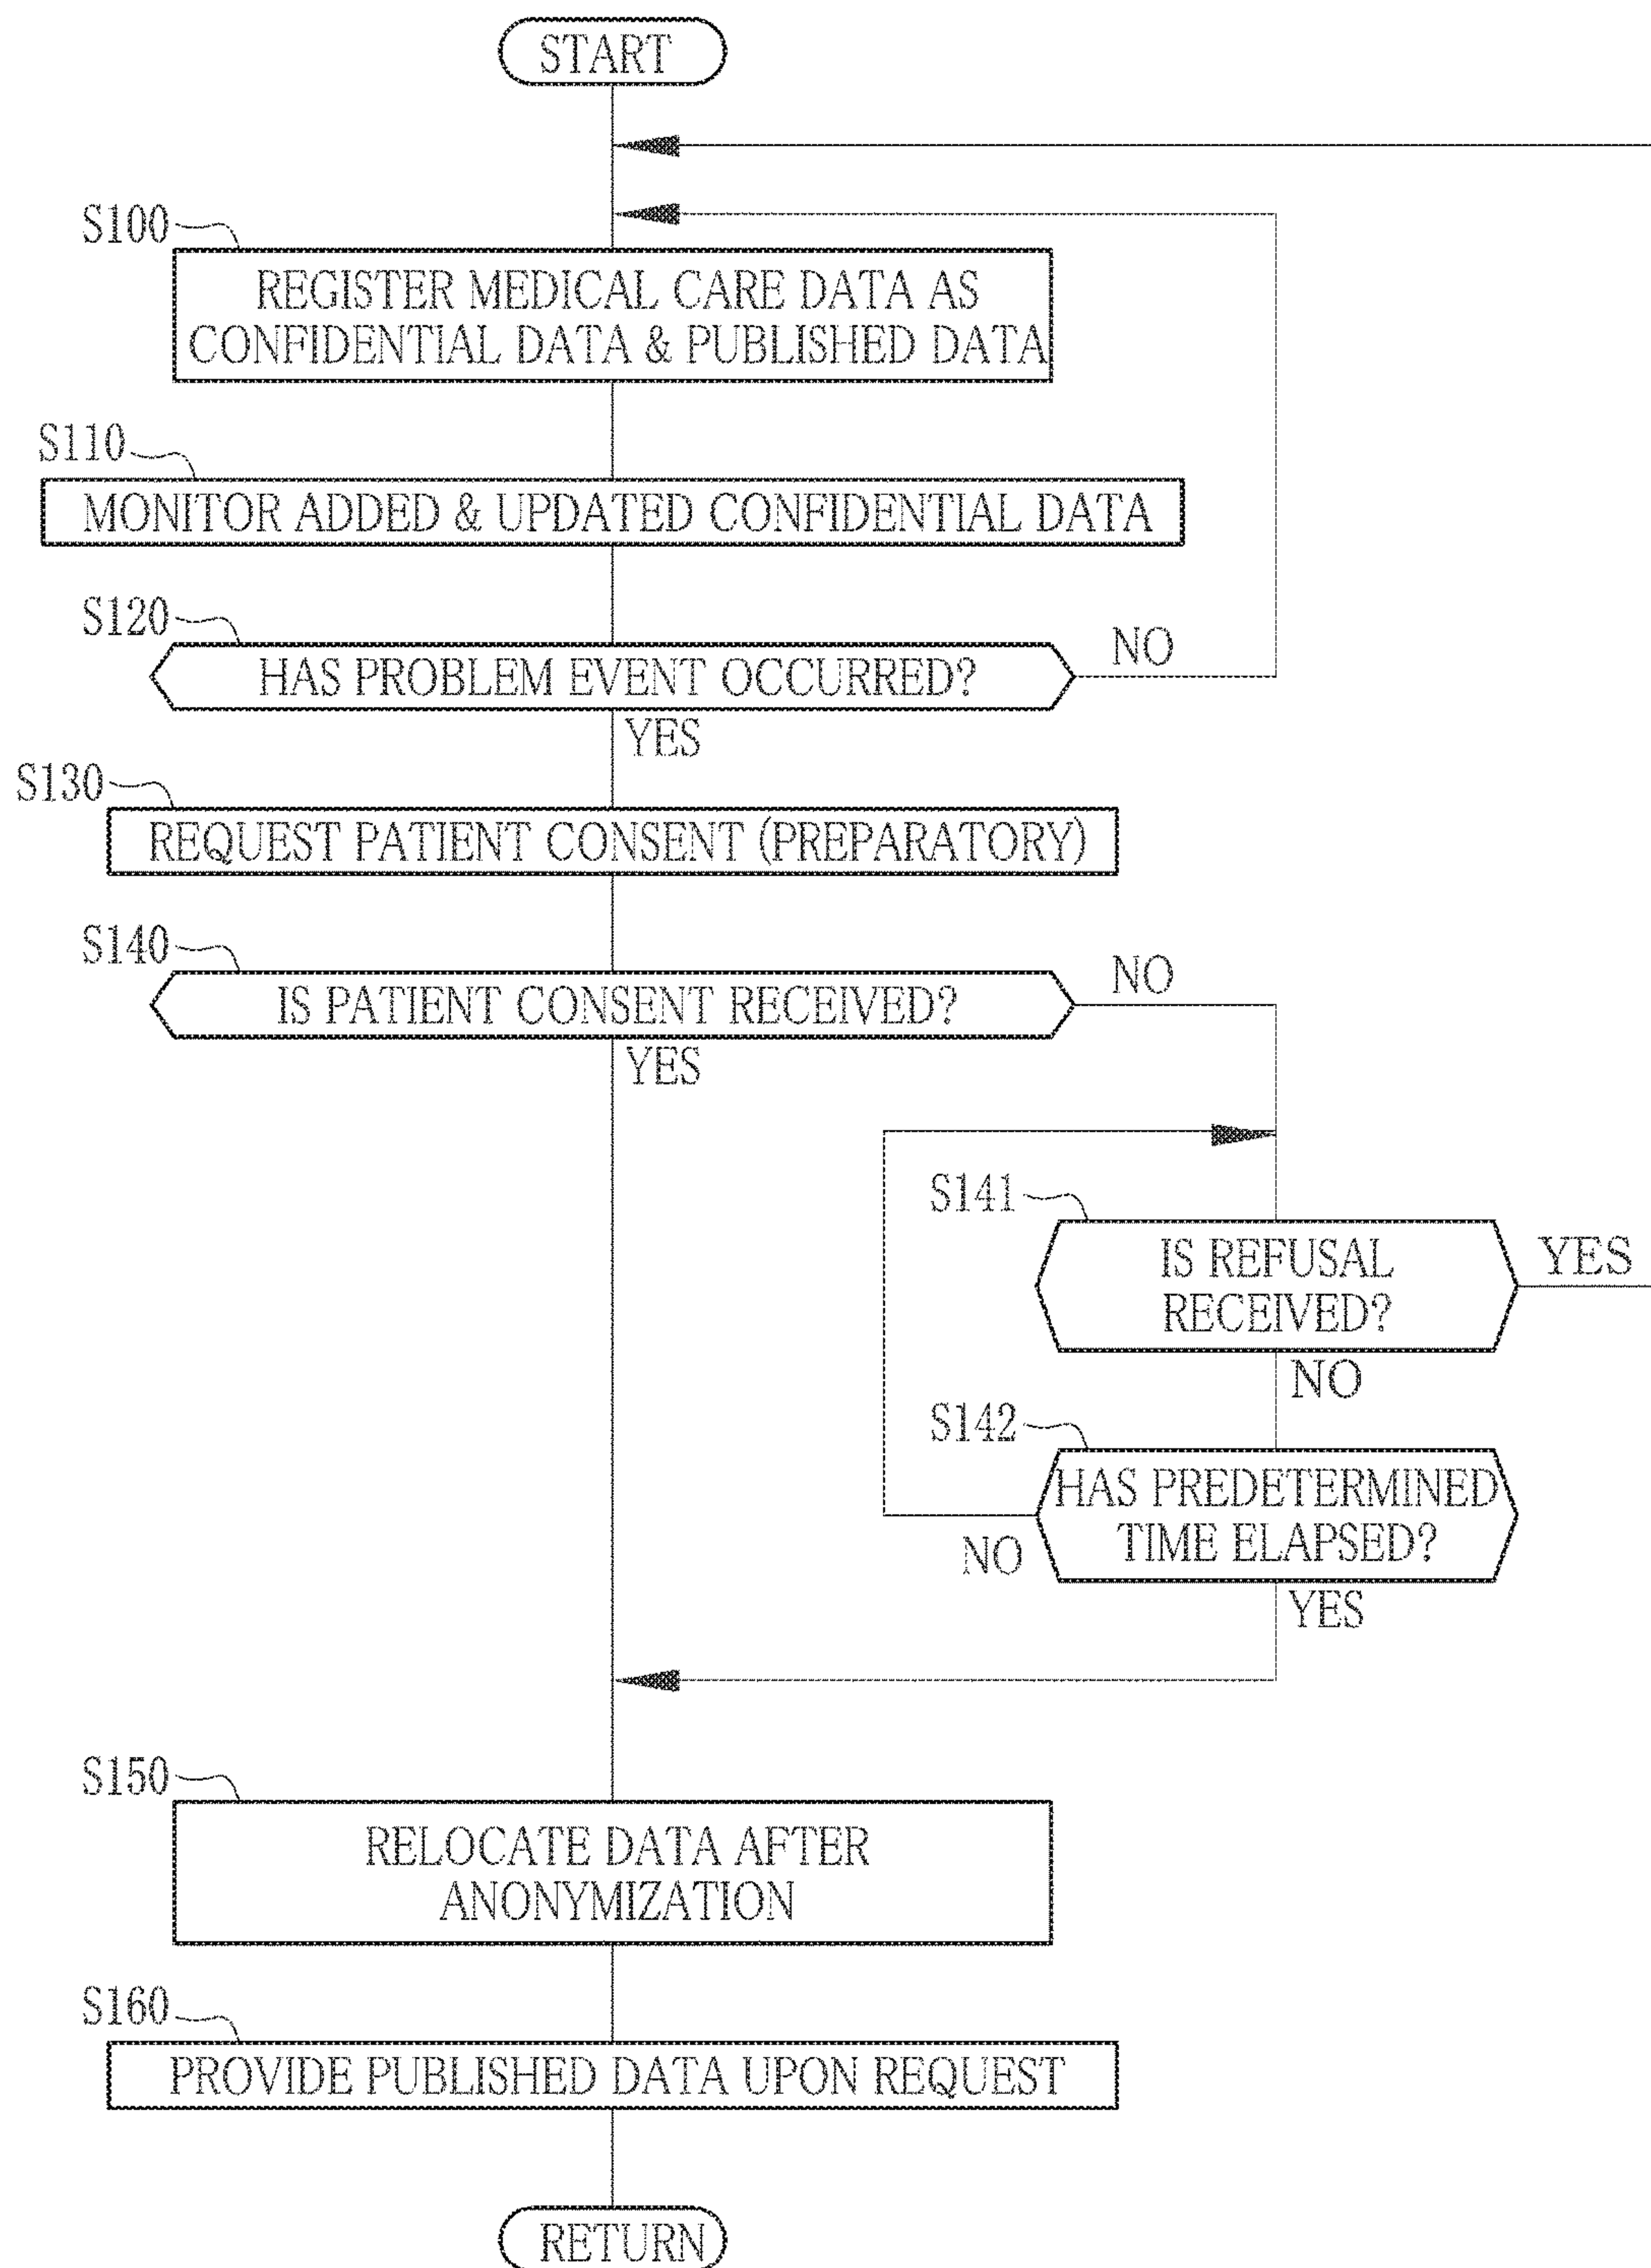 START
S100
REGISTER MEDICAL CARE DATA AS
CONFIDENTIAL DATA & PUBLISHED DATA
S110
MONITOR ADDED & UPDATED CONFIDENTIAL DATA
S120
HAS PROBLEM EVENT OCCURRED?
NO
YES
S130
REQUEST PATIENT CONSENT (PREPARATORY)
S140
IS PATIENT CONSENT RECEIVED?
NO
YES
S141
IS REFUSAL
RECEIVED?
YES
NO
S142
HAS PREDETERMINED
TIME ELAPSED?
NO
YES
S150
RELOCATE DATA AFTER
ANONYMIZATION
S160
PROVIDE PUBLISHED DATA UPON REQUEST
RETURN